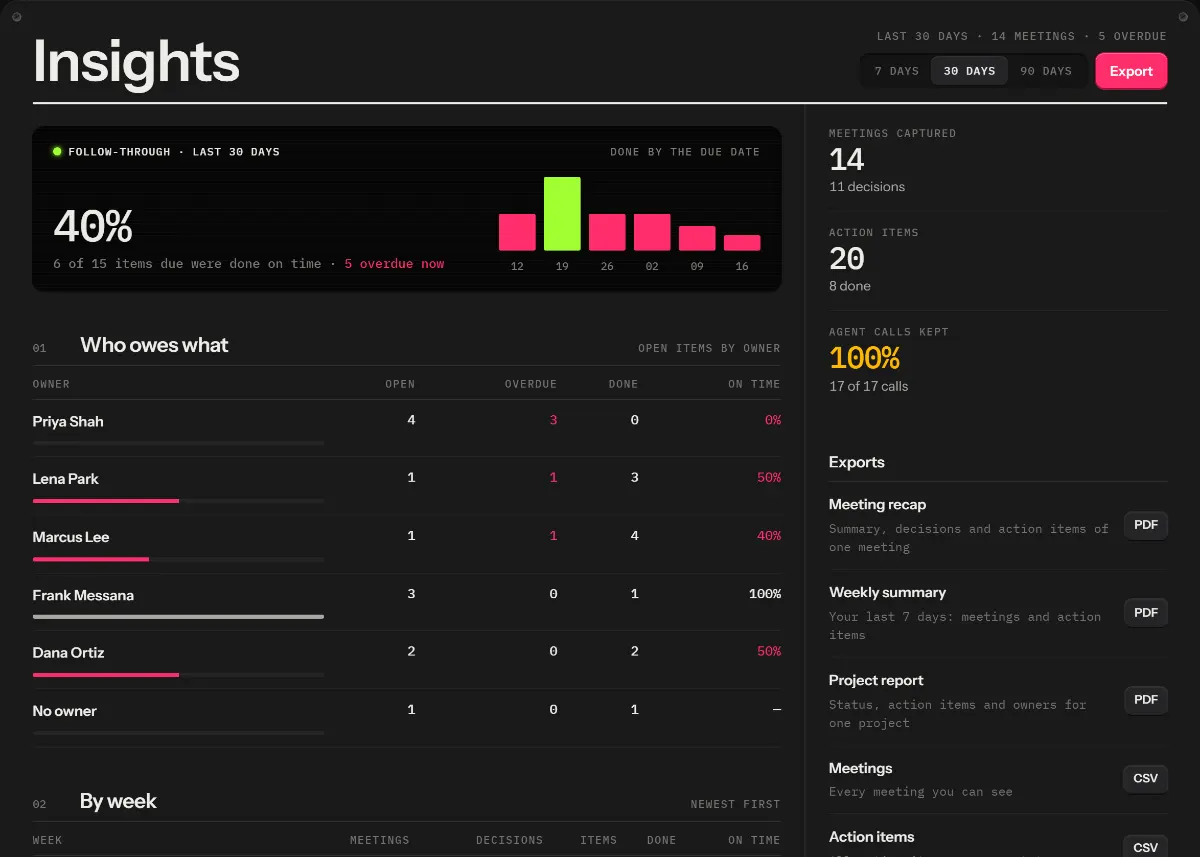 Insights
LAST 30 DAYS · 14 MEETINGS · 5 OVERDUE
7 DAYS 30 DAYS 90 DAYS Export
FOLLOW-THROUGH · LAST 30 DAYS DONE BY THE DUE DATE
40%
6 of 15 items due were done on time · 5 overdue now
12 19 26 02 09 16
01 Who owes what OPEN ITEMS BY OWNER
OWNER OPEN OVERDUE DONE ON TIME
Priya Shah 4 3 0 0%
Lena Park 1 1 3 50%
Marcus Lee 1 1 4 40%
Frank Messana 3 0 1 100%
Dana Ortiz 2 0 2 50%
No owner 1 0 1 —
02 By week NEWEST FIRST
WEEK MEETINGS DECISIONS ITEMS DONE ON TIME
MEETINGS CAPTURED
14
11 decisions
ACTION ITEMS
20
8 done
AGENT CALLS KEPT
100%
17 of 17 calls
Exports
Meeting recap
Summary, decisions and action items of
one meeting
PDF
Weekly summary
Your last 7 days: meetings and action
items
PDF
Project report
Status, action items and owners for
one project
PDF
Meetings
Every meeting you can see
CSV
Action items
CSV